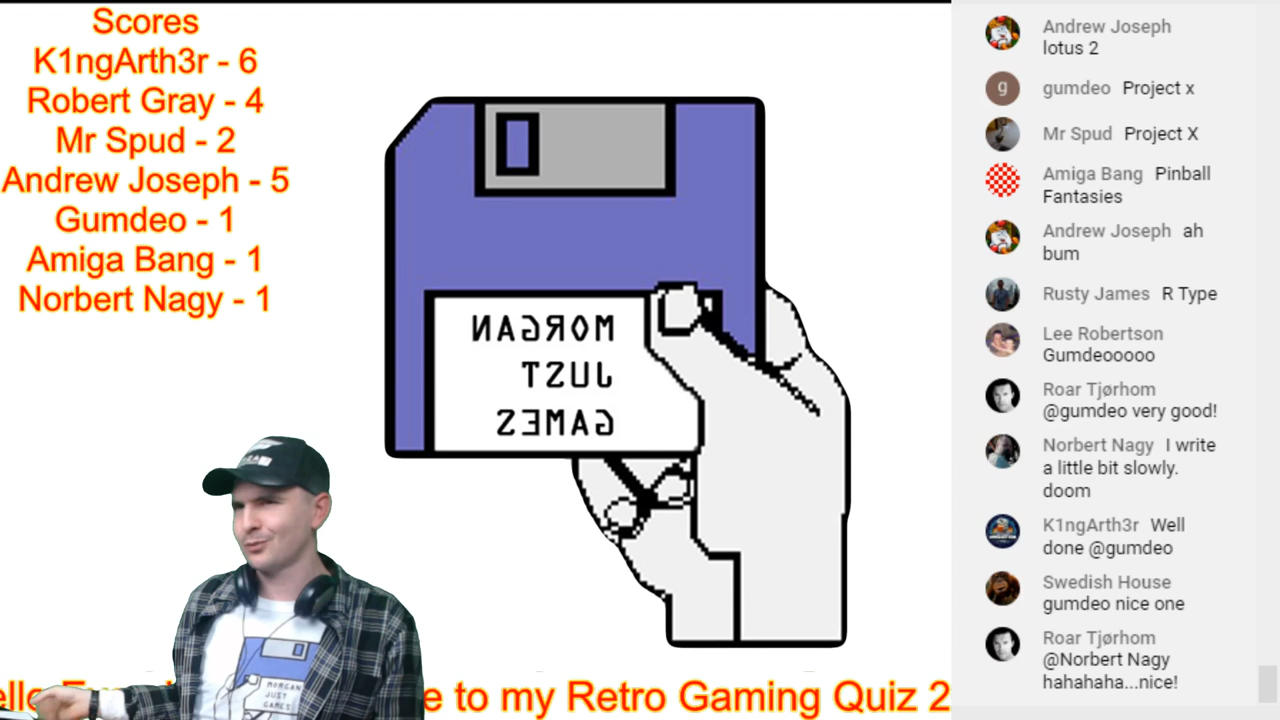 Scores
K1ngArth3r - 6
Robert Gray - 4
Mr Spud - 2
Andrew Joseph - 5
Gumdeo - 1
Amiga Bang - 1
Norbert Nagy - 1
MORGAN
JUST
GAMES
MORGAN
JUST
GAMES
e to my Retro Gaming Quiz 2
Andrew Joseph
lotus 2
g
gumdeo Project x
Mr Spud Project X
Amiga Bang Pinball
Fantasies
Andrew Joseph ah
bum
Rusty James R Type
Lee Robertson
Gumdeooooo
Roar Tjørhom
@gumdeo very good!
Norbert Nagy I write
a little bit slowly.
doom
K1ngArth3r Well
done @gumdeo
Swedish House
gumdeo nice one
Roar Tjørhom
@Norbert Nagy
hahahaha...nice!